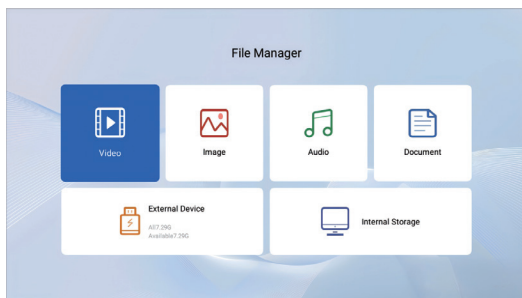 File Manager
Video
Image
Audio
Document
External Device
All7.29G
Available7.29G
Internal Storage